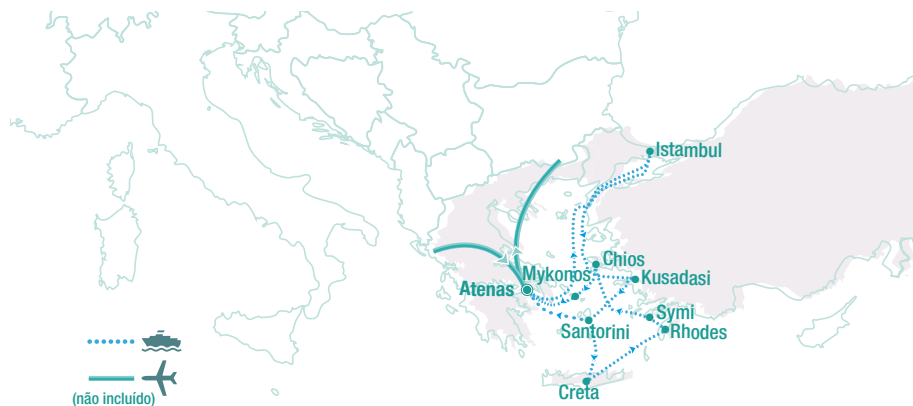 Istambul
Chios
Mykonos
Kusadasi
Atenas
Symi
Santorini
Rhodes
Creta
(não incluído)